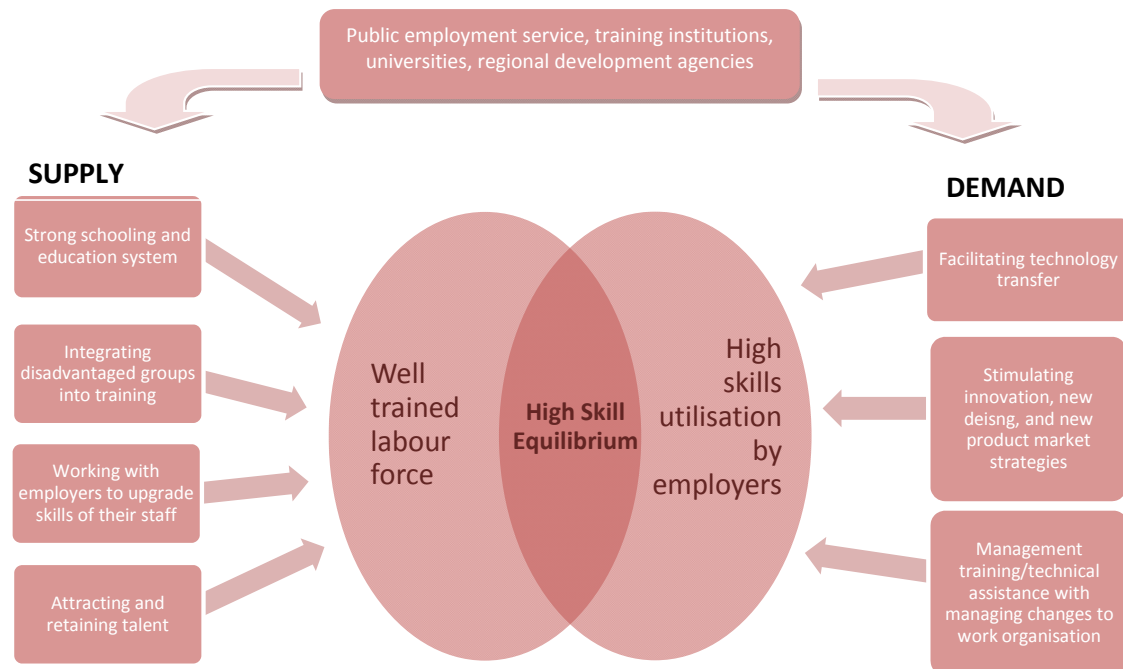 Public employment service, training institutions,
universities, regional development agencies
SUPPLY
Strong schooling and
education system
Integrating
disadvantaged groups
into training
Working with
employers to upgrade
skills of their staff
Attracting and
retaining talent
Well
trained
labour
force
High Skill
Equilibrium
High
skills
utilisation
by
employers
DEMAND
Facilitating technology
transfer
Stimulating
innovation, new
deisng, and new
product market
strategies
Management
training/technical
assistance with
managing changes to
work organisation